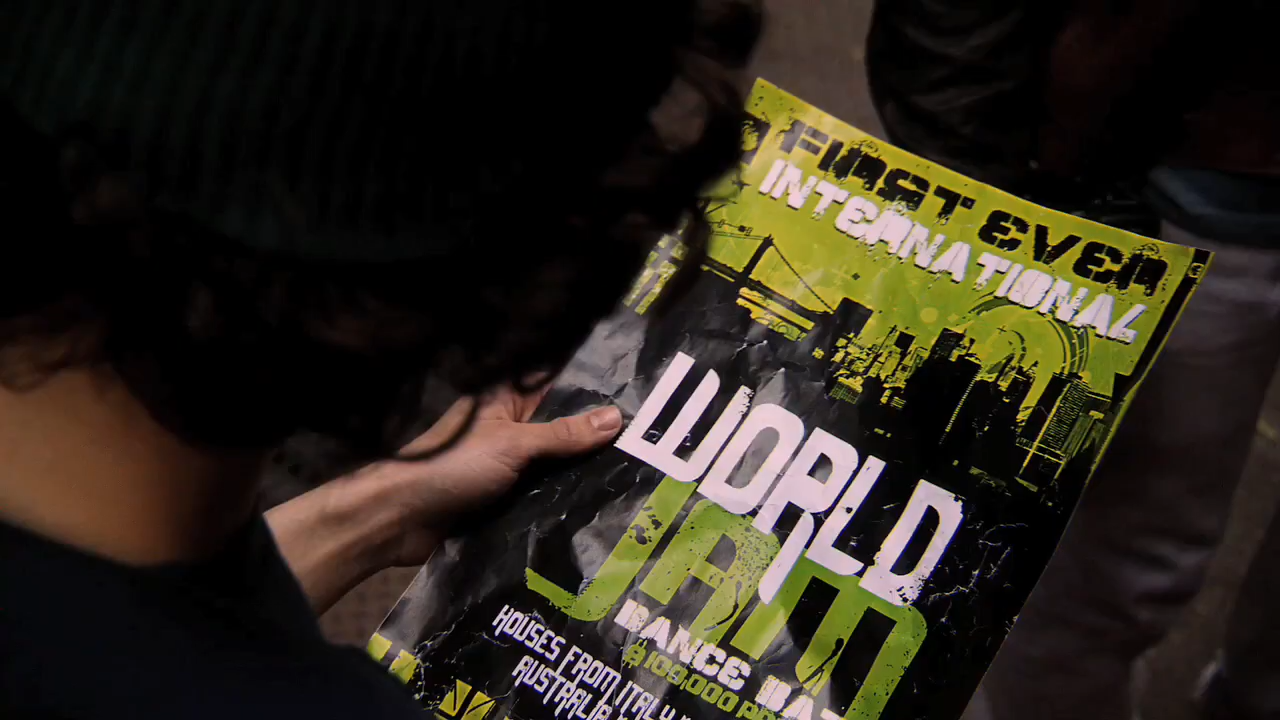 FIRST EVER
INTERNATIONAL
WORLD
JAM
DANCE
$100,000
HOUSES FROM ITALY
AUSTRALIA